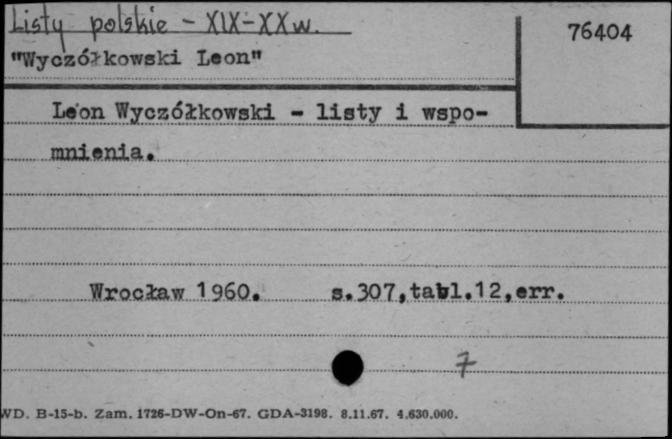 Listy polskie - XIX-XX w.
76404
"Wyczółkowski Leon"
Leon Wyczółkowski - listy i wspo-
mnienia.
Wrocław 1960. s.307,tabl.12,err.
7
WD. B-15-b. Zam. 1726-DW-On-67. GDA-3198. 8.11.67. 4.630.000.